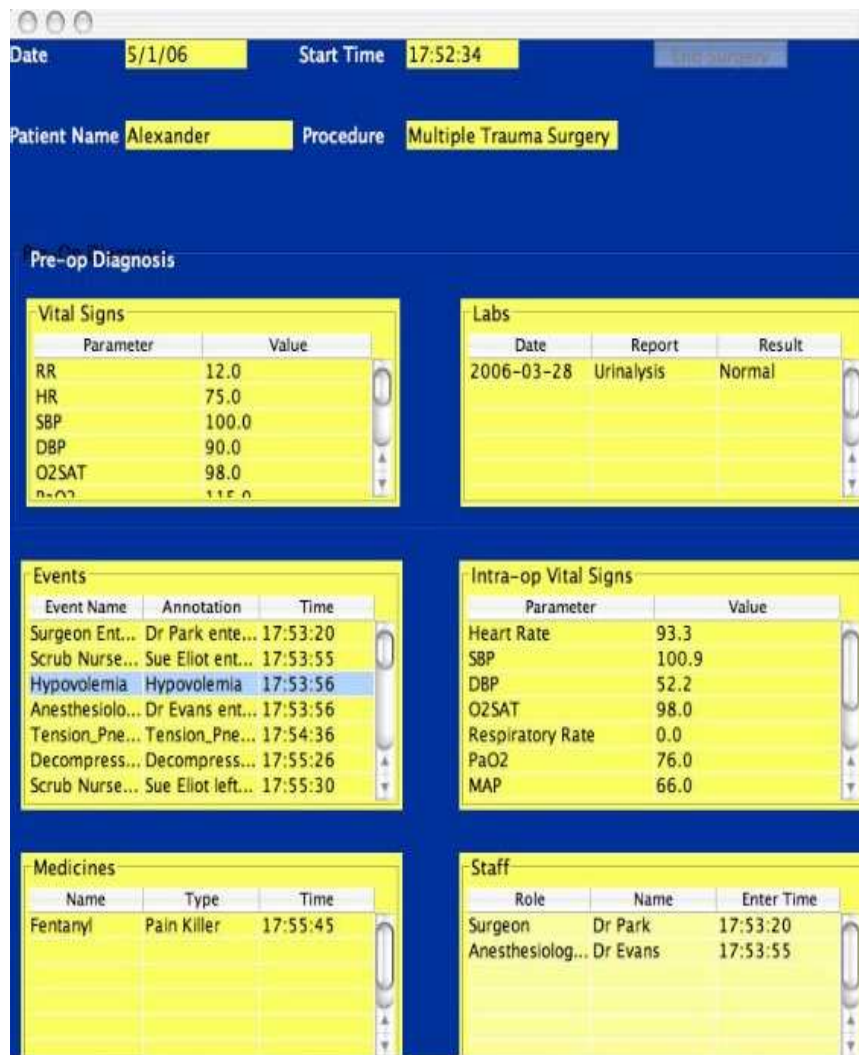 Date 5/1/06 Start Time 17:52:34 End Surgery
Patient Name Alexander Procedure Multiple Trauma Surgery
Pre-op Diagnosis
Vital Signs
Parameter Value
RR 12.0
HR 75.0
SBP 100.0
DBP 90.0
O2SAT 98.0
PaO2 115.0
Labs
Date Report Result
2006-03-28 Urinalysis Normal
Events
Event Name Annotation Time
Surgeon Ent... Dr Park ente... 17:53:20
Scrub Nurse... Sue Eliot ent... 17:53:55
Hypovolemia Hypovolemia 17:53:56
Anesthesiolo... Dr Evans ent... 17:53:56
Tension_Pne... Tension_Pne... 17:54:36
Decompress... Decompress... 17:55:26
Scrub Nurse... Sue Eliot left... 17:55:30
Intra-op Vital Signs
Parameter Value
Heart Rate 93.3
SBP 100.9
DBP 52.2
O2SAT 98.0
Respiratory Rate 0.0
PaO2 76.0
MAP 66.0
Medicines
Name Type Time
Fentanyl Pain Killer 17:55:45
Staff
Role Name Enter Time
Surgeon Dr Park 17:53:20
Anesthesiolog... Dr Evans 17:53:55